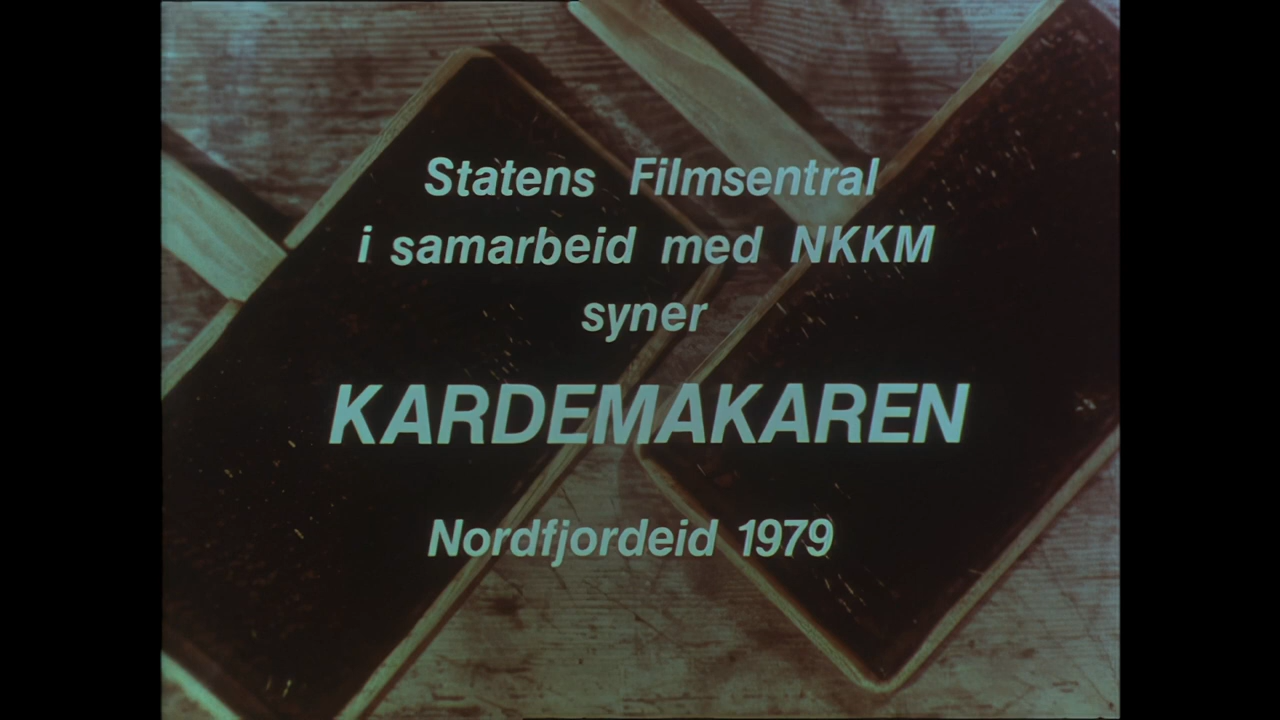 Statens Filmsentral
i samarbeid med NKKM
syner
KARDEMAKAREN
Nordfjordeid 1979